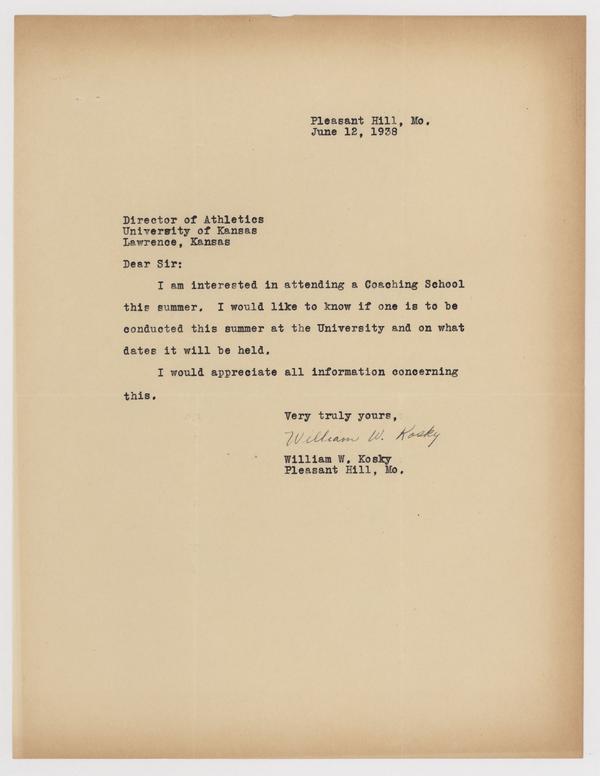 Pleasant Hill, Mo.
June 12, 1938
Director of Athletics
University of Kansas
Lawrence, Kansas
Dear Sir:
I am interested in attending a Coaching School
this summer. I would like to know if one is to be
conducted this summer at the University and on what
dates it will be held.
I would appreciate all information concerning
this.
Very truly yours,
William W. Kosky
William W. Kosky
Pleasant Hill, Mo.